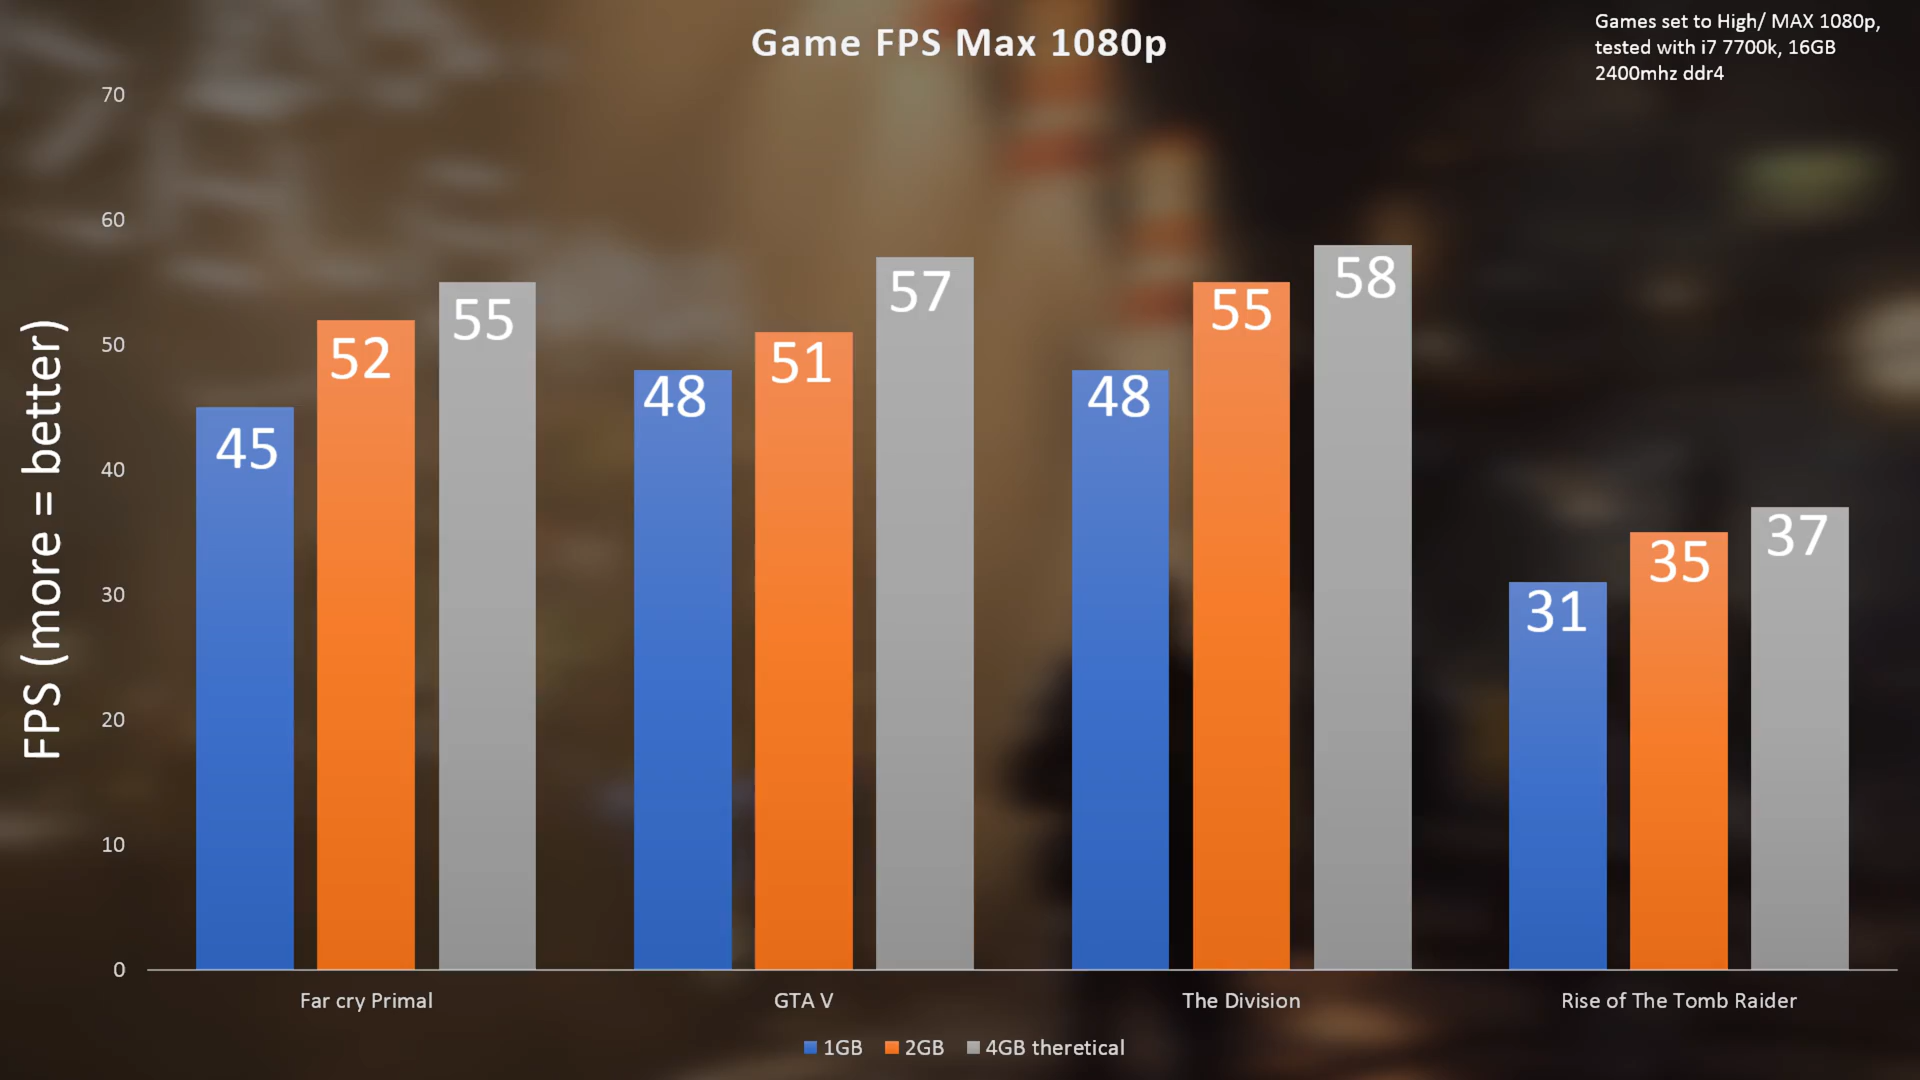 Game FPS Max 1080p
Games set to High/ MAX 1080p,
tested with i7 7700k, 16GB
2400mhz ddr4
FPS (more = better)
70
60
50
40
30
20
10
0
45
52
55
48
51
57
48
55
58
31
35
37
Far cry Primal
GTA V
The Division
Rise of The Tomb Raider
1GB
2GB
4GB theretical